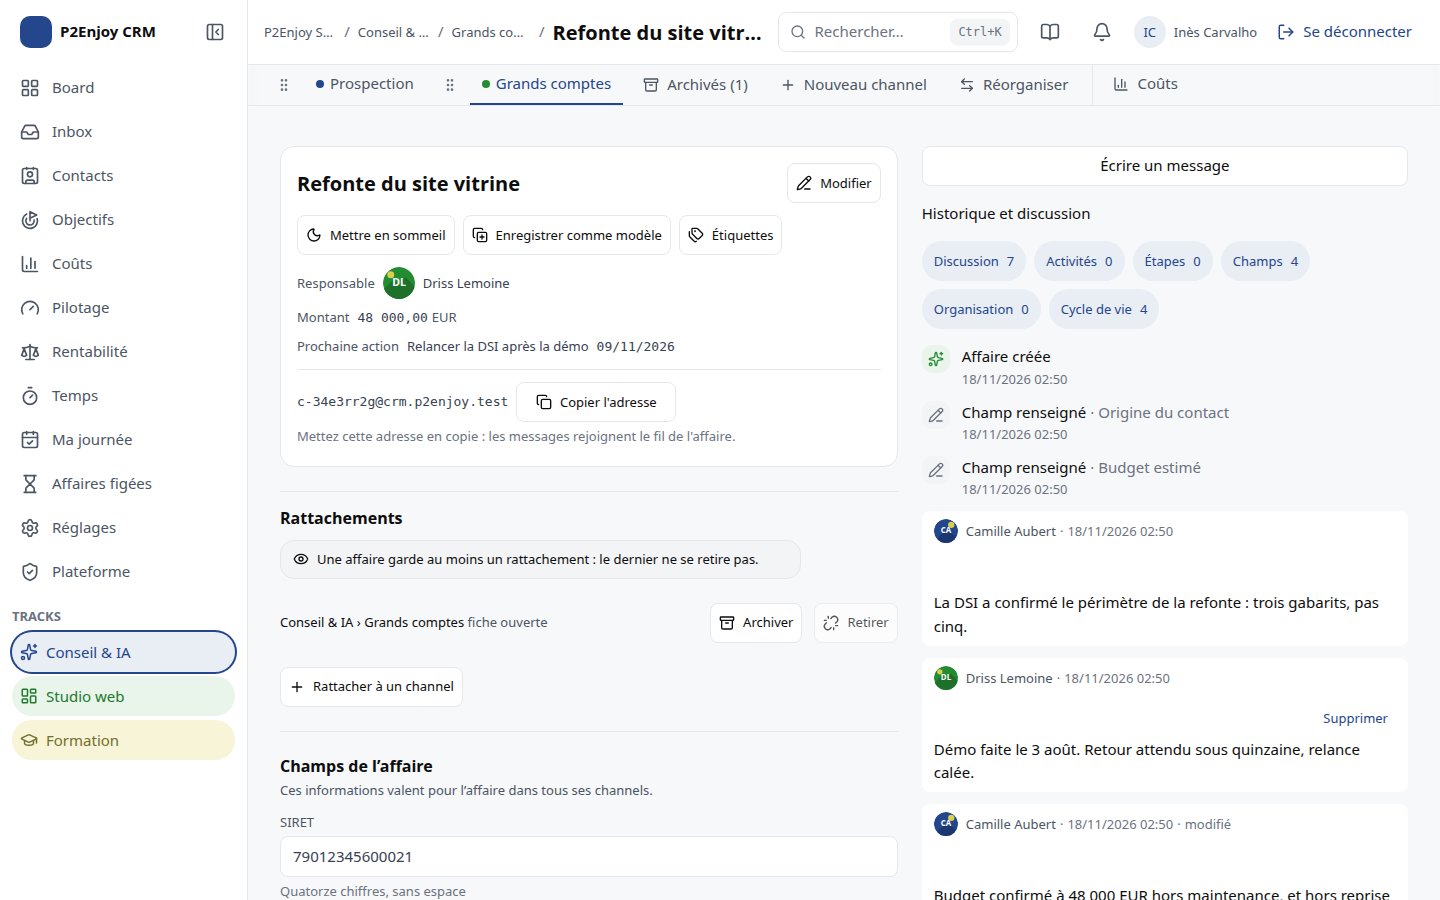 P2Enjoy CRM
Board
Inbox
Contacts
Objectifs
Coûts
Pilotage
Rentabilité
Temps
Ma journée
Affaires figées
Réglages
Plateforme
TRACKS
Conseil & IA
Studio web
Formation
P2Enjoy S... / Conseil & ... / Grands co... / Refonte du site vitr...
Rechercher... Ctrl+K
IC Inès Carvalho Se déconnecter
Prospection Grands comptes Archivés (1) Nouveau channel Réorganiser Coûts
Refonte du site vitrine
Modifier
Mettre en sommeil Enregistrer comme modèle Étiquettes
Responsable DL Driss Lemoine
Montant 48 000,00 EUR
Prochaine action Relancer la DSI après la démo 09/11/2026
c-34e3rr2g@crm.p2enjoy.test Copier l'adresse
Mettez cette adresse en copie : les messages rejoignent le fil de l'affaire.
Rattachements
Une affaire garde au moins un rattachement : le dernier ne se retire pas.
Conseil & IA › Grands comptes fiche ouverte Archiver Retirer
Rattacher à un channel
Champs de l’affaire
Ces informations valent pour l’affaire dans tous ses channels.
SIRET
79012345600021
Quatorze chiffres, sans espace
Écrire un message
Historique et discussion
Discussion 7 Activités 0 Étapes 0 Champs 4
Organisation 0 Cycle de vie 4
Affaire créée
18/11/2026 02:50
Champ renseigné · Origine du contact
18/11/2026 02:50
Champ renseigné · Budget estimé
18/11/2026 02:50
CA Camille Aubert · 18/11/2026 02:50
La DSI a confirmé le périmètre de la refonte : trois gabarits, pas
cinq.
DL Driss Lemoine · 18/11/2026 02:50
Supprimer
Démo faite le 3 août. Retour attendu sous quinzaine, relance
calée.
CA Camille Aubert · 18/11/2026 02:50 · modifié
Budget confirmé à 48 000 EUR hors maintenance, et hors reprise